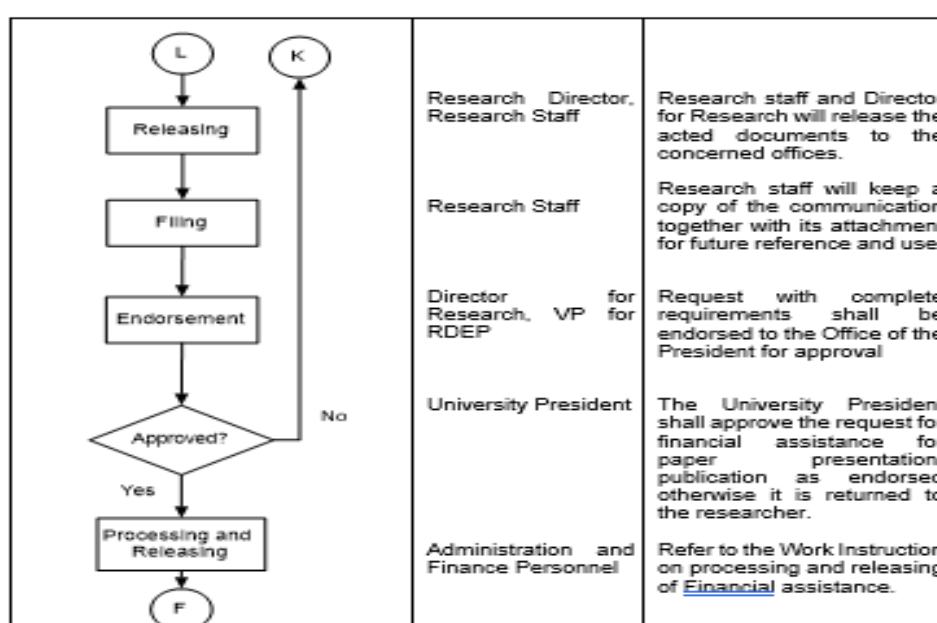 L
K
Releasing
Research Director,
Research Staff
Research staff and Directo
for Research will release the
acted documents to the
concerned offices.
Filing
Research Staff
Research staff will keep a
copy of the communication
together with its attachmen
for future reference and use
Endorsement
Director for
Research, VP for
RDEP
Request with complete
requirements shall be
endorsed to the Office of the
President for approval
Approved?
No
Yes
University President
The University Presiden
shall approve the request fo
financial assistance fo
paper presentation
publication as endorsed
otherwise it is returned to
the researcher.
Processing and
Releasing
Administration and
Finance Personnel
Refer to the Work Instruction
on processing and releasing
of Financial assistance.
F